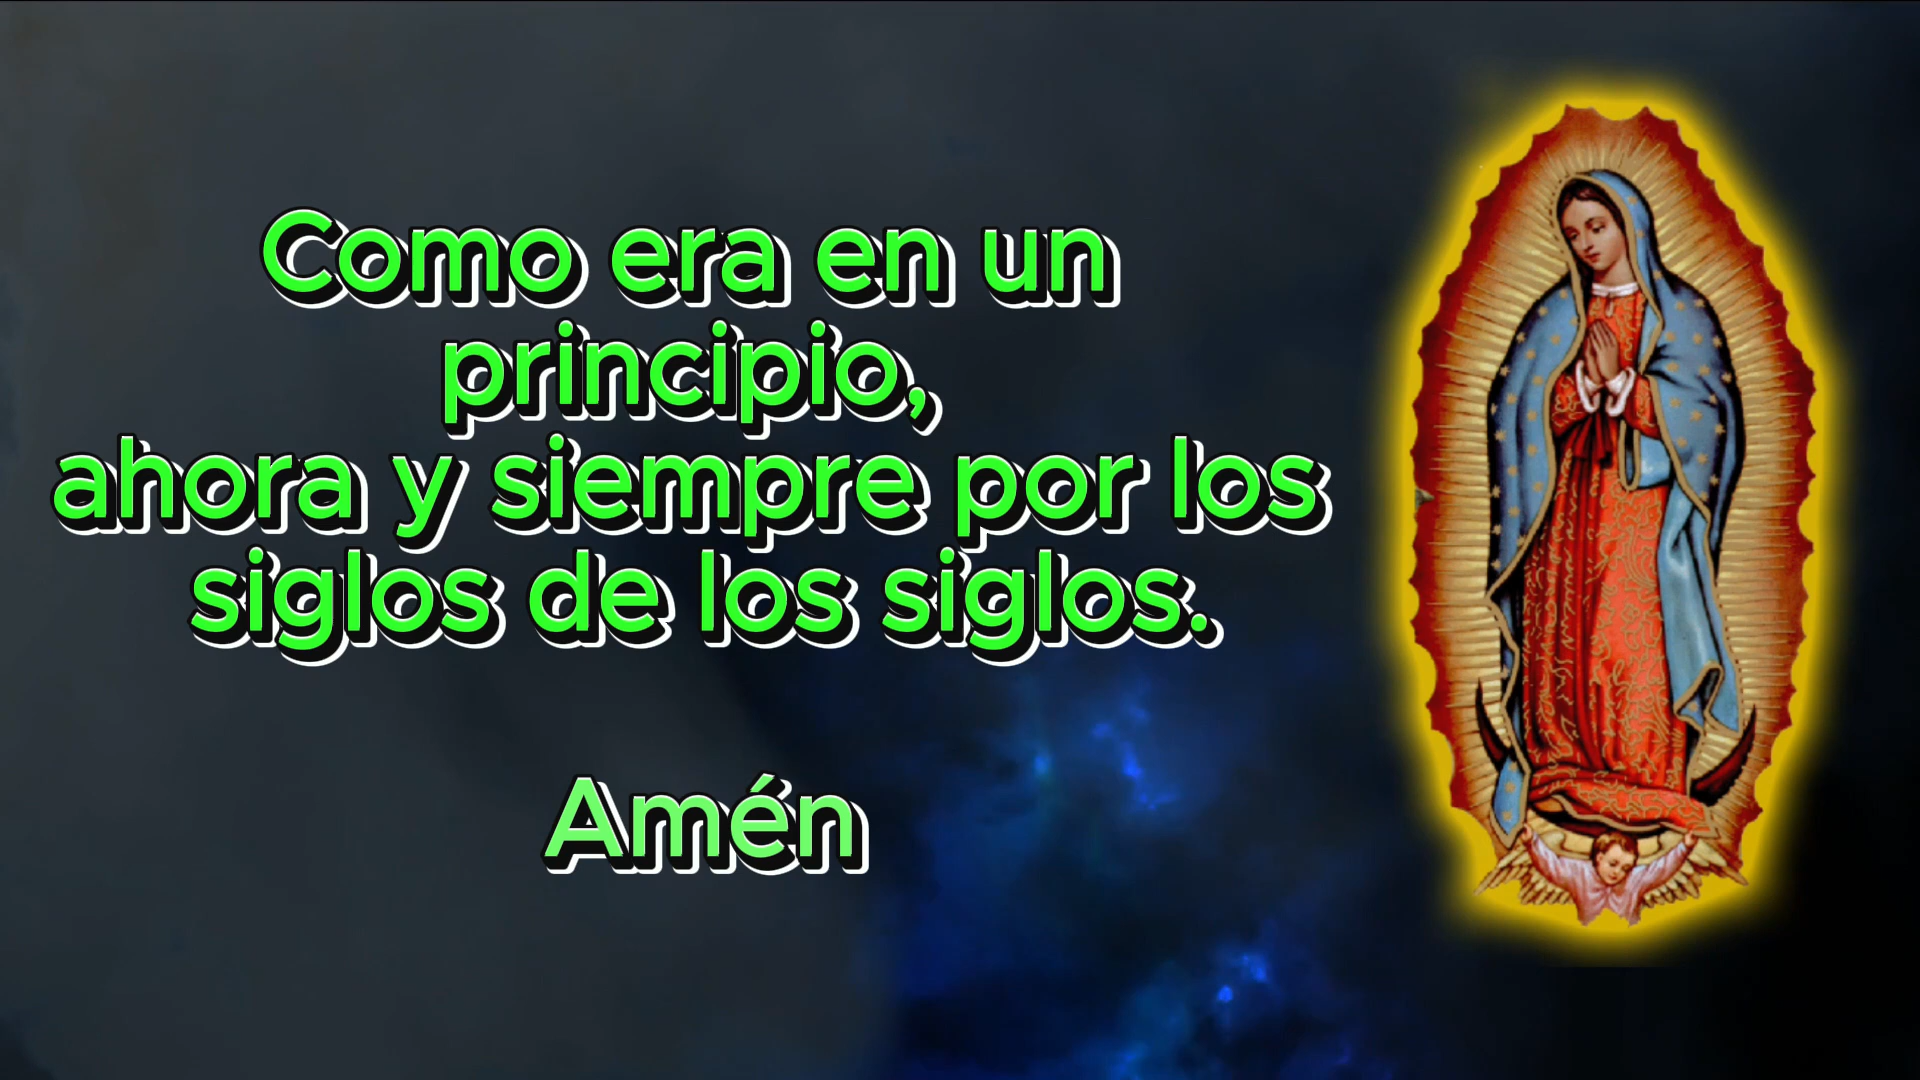 Como era en un
principio,
ahora y siempre por los
siglos de los siglos.
Amén